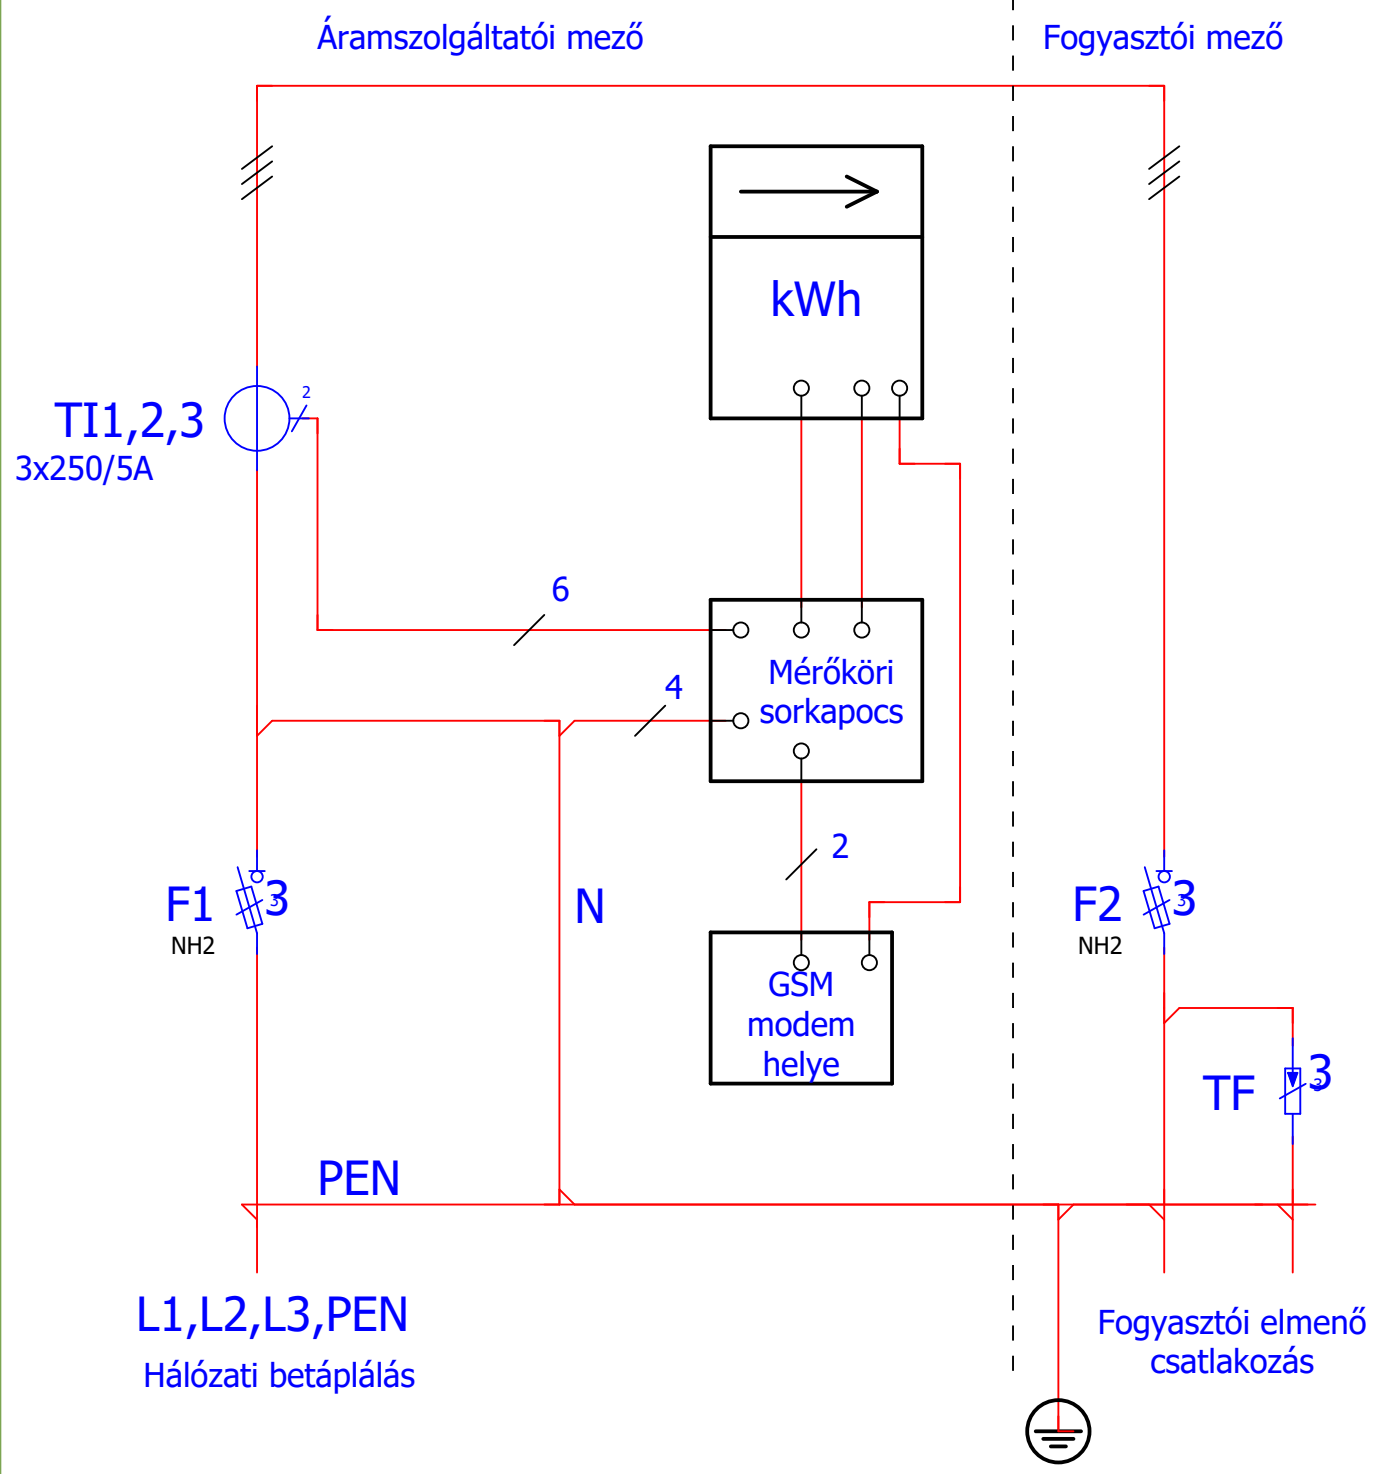 Áramszolgáltatói mező
Fogyasztói mező
kWh
2
TI1,2,3
3x250/5A
6
Mérőköri
sorkapocs
4
2
F1
3
3
NH2
N
F2
3
3
NH2
GSM
modem
helye
TF
3
3
PEN
L1,L2,L3,PEN
Hálózati betáplálás
Fogyasztói elmenő
csatlakozás